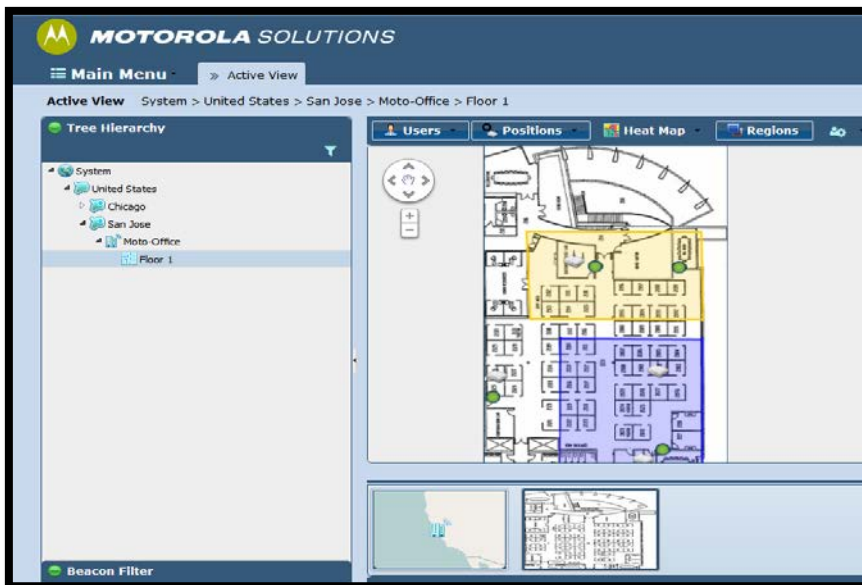 MOTOROLA SOLUTIONS
Main Menu
» Active View
Active View System > United States > San Jose > Moto-Office > Floor 1
Tree Hierarchy
Users
Positions
Heat Map
Regions
System
United States
Chicago
San Jose
Moto-Office
Floor 1
Beacon Filter